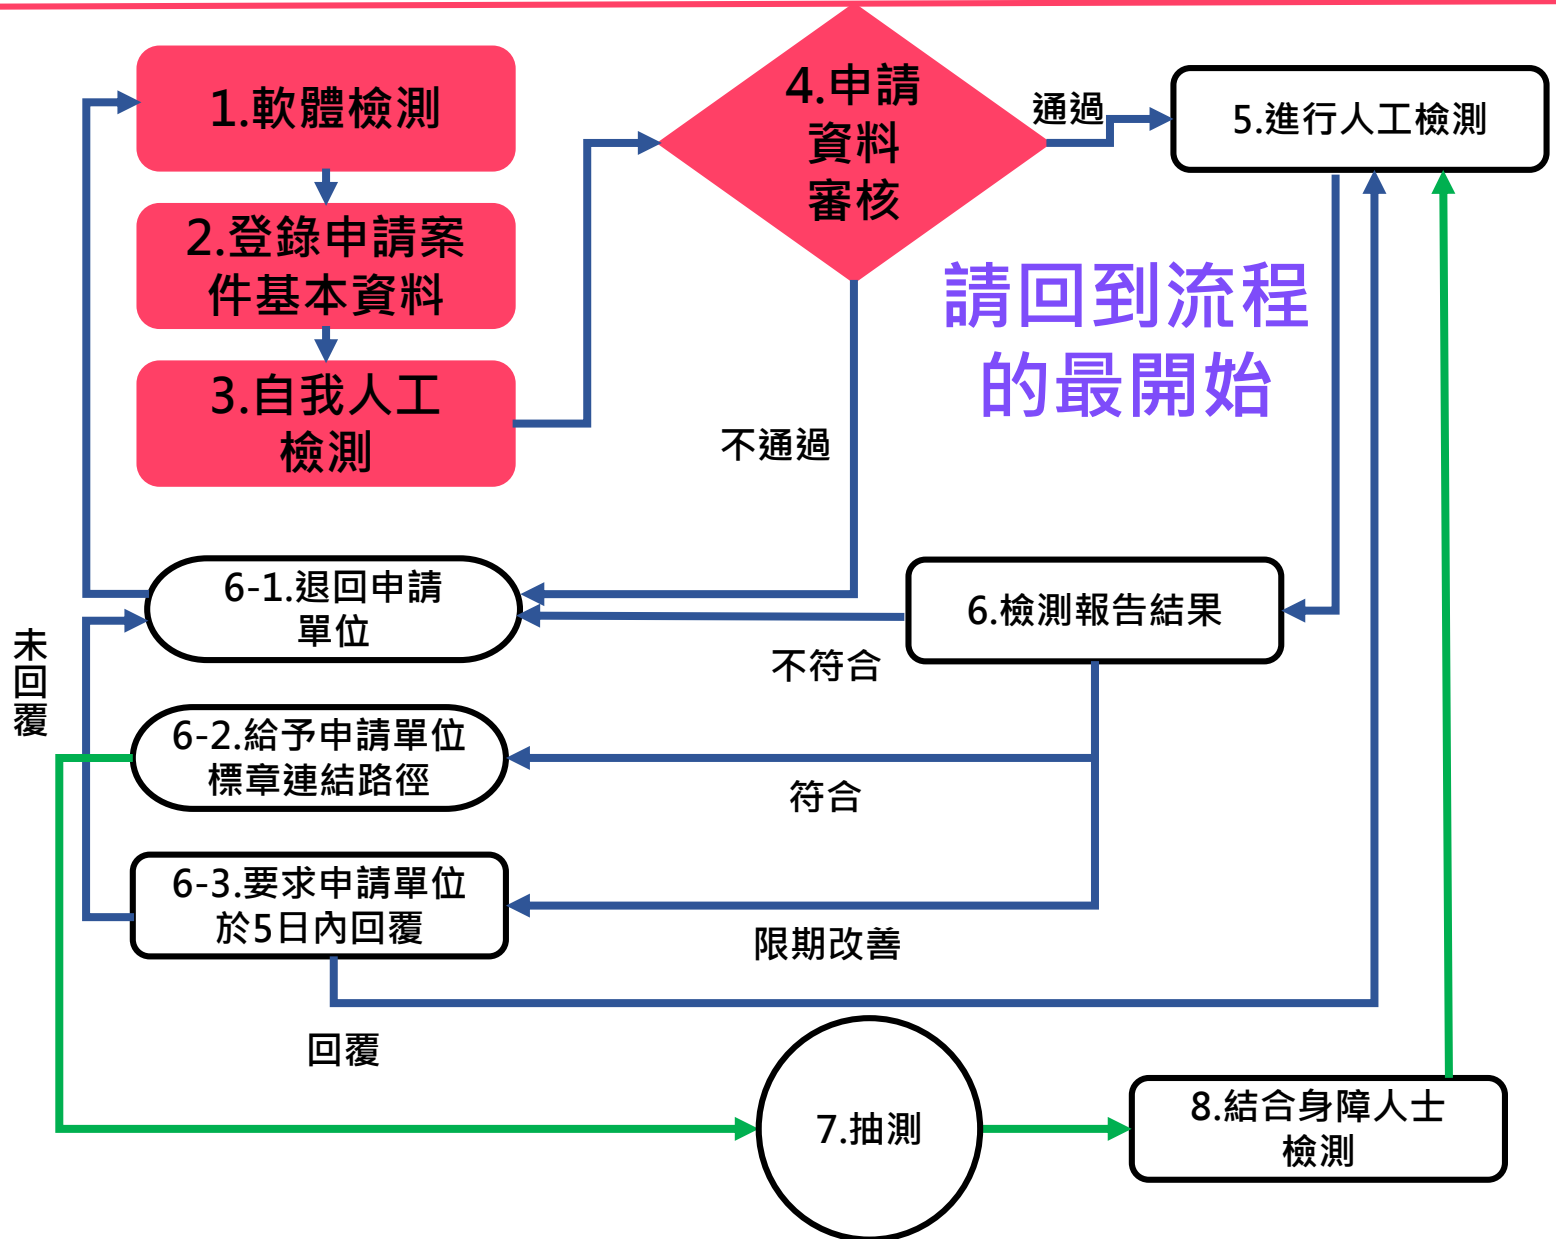 1.軟體檢測
2.登錄申請案
件基本資料
3.自我人工
檢測
4.申請
資料
審核
通過
5.進行人工檢測
請回到流程
的最開始
不通過
6-1.退回申請
單位
6.檢測報告結果
不符合
未回覆
6-2.給予申請單位
標章連結路徑
符合
6-3.要求申請單位
於5日內回覆
限期改善
回覆
7.抽測
8.結合身障人士
檢測